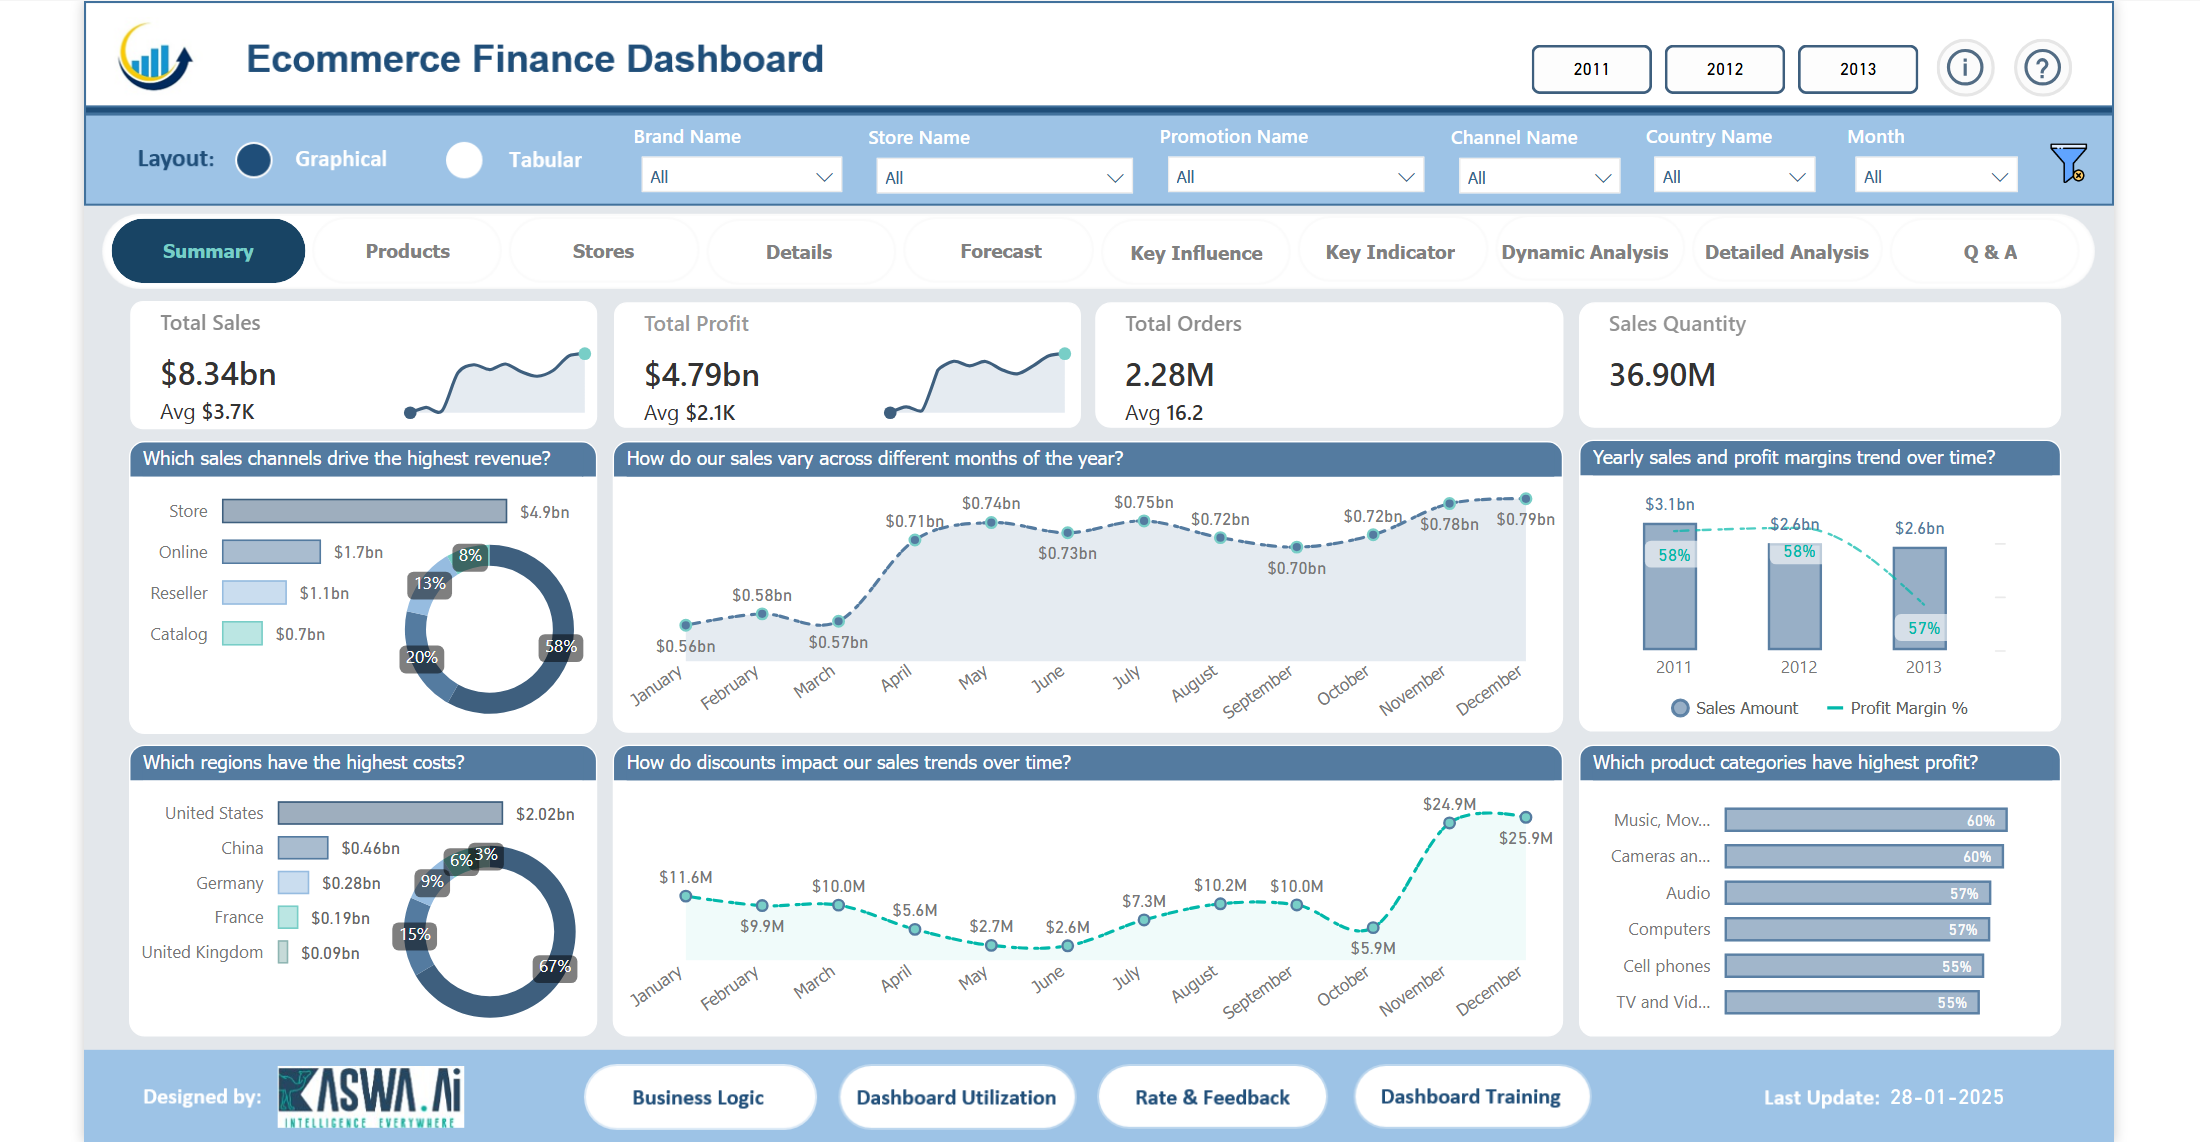 Ecommerce Finance Dashboard
2011 2012 2013 i ?
Layout: Graphical Tabular
Brand Name Store Name Promotion Name Channel Name Country Name Month
All All All All All All
Summary Products Stores Details Forecast Key Influence Key Indicator Dynamic Analysis Detailed Analysis Q & A
Total Sales
$8.34bn
Avg $3.7K
Total Profit
$4.79bn
Avg $2.1K
Total Orders
2.28M
Avg 16.2
Sales Quantity
36.90M
Which sales channels drive the highest revenue?
Store $4.9bn
Online $1.7bn
Reseller $1.1bn
Catalog $0.7bn
8%
13%
58%
20%
How do our sales vary across different months of the year?
$0.56bn $0.58bn $0.57bn $0.71bn $0.74bn $0.73bn $0.75bn $0.72bn $0.70bn $0.72bn $0.78bn $0.79bn
January February March April May June July August September October November December
Yearly sales and profit margins trend over time?
$3.1bn $2.6bn $2.6bn
58% 58% 57%
2011 2012 2013
Sales Amount Profit Margin %
Which regions have the highest costs?
United States $2.02bn
China $0.46bn
Germany $0.28bn
France $0.19bn
United Kingdom $0.09bn
3%
6%
9%
15%
67%
How do discounts impact our sales trends over time?
$11.6M $9.9M $10.0M $5.6M $2.7M $2.6M $7.3M $10.2M $10.0M $5.9M $24.9M $25.9M
January February March April May June July August September October November December
Which product categories have highest profit?
Music, Mov... 60%
Cameras an... 60%
Audio 57%
Computers 57%
Cell phones 55%
TV and Vid... 55%
Designed by: KASWA.Ai
INTELLIGENCE EVERYWHERE
Business Logic Dashboard Utilization Rate & Feedback Dashboard Training
Last Update: 28-01-2025